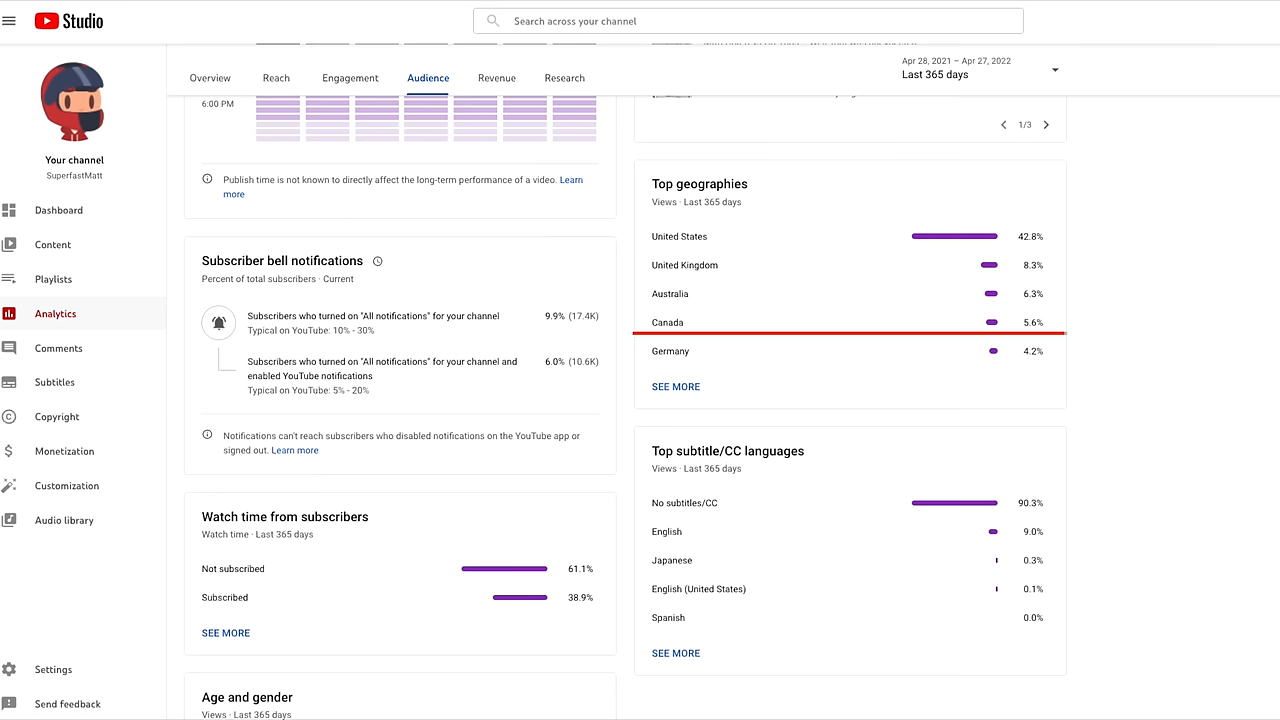 Studio
Search across your channel
Overview
Reach
Engagement
Audience
Revenue
Research
Apr 28, 2021 – Apr 27, 2022
Last 365 days
Your channel
SuperfastMatt
Dashboard
Content
Playlists
Analytics
Comments
Subtitles
Copyright
Monetization
Customization
Audio library
Settings
Send feedback
6:00 PM
Publish time is not known to directly affect the long-term performance of a video. Learn
more
Subscriber bell notifications
Percent of total subscribers · Current
Subscribers who turned on "All notifications" for your channel 9.9% (17.4K)
Typical on YouTube: 10% - 30%
Subscribers who turned on "All notifications" for your channel and 6.0% (10.6K)
enabled YouTube notifications
Typical on YouTube: 5% - 20%
Notifications can't reach subscribers who disabled notifications on the YouTube app or
signed out. Learn more
Watch time from subscribers
Watch time · Last 365 days
Not subscribed 61.1%
Subscribed 38.9%
SEE MORE
Age and gender
Views · Last 365 days
1/3
Top geographies
Views · Last 365 days
United States 42.8%
United Kingdom 8.3%
Australia 6.3%
Canada 5.6%
Germany 4.2%
SEE MORE
Top subtitle/CC languages
Views · Last 365 days
No subtitles/CC 90.3%
English 9.0%
Japanese 0.3%
English (United States) 0.1%
Spanish 0.0%
SEE MORE